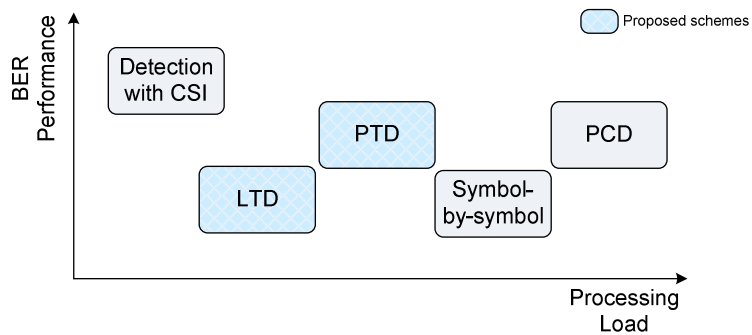 Proposed schemes
BER
Performance
Detection
with CSI
PTD
PCD
LTD
Symbol-
by-symbol
Processing
Load